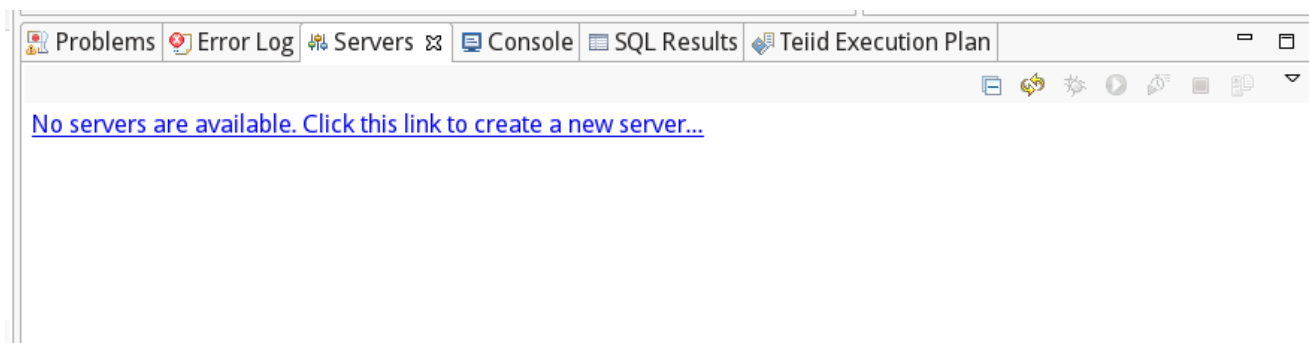 Problems Error Log Servers Console SQL Results Teiid Execution Plan
No servers are available. Click this link to create a new server...